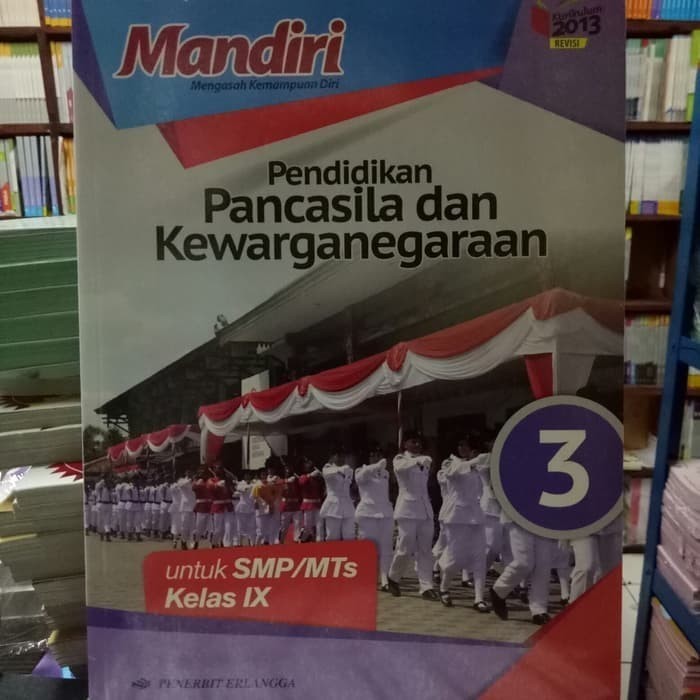 Mandiri
Mengasah Kemampuan Diri
Kurikulum
2013
REVISI
Pendidikan
Pancasila dan
Kewarganegaraan
3
untuk SMP/MTs
Kelas IX
PENERBIT ERLANGGA